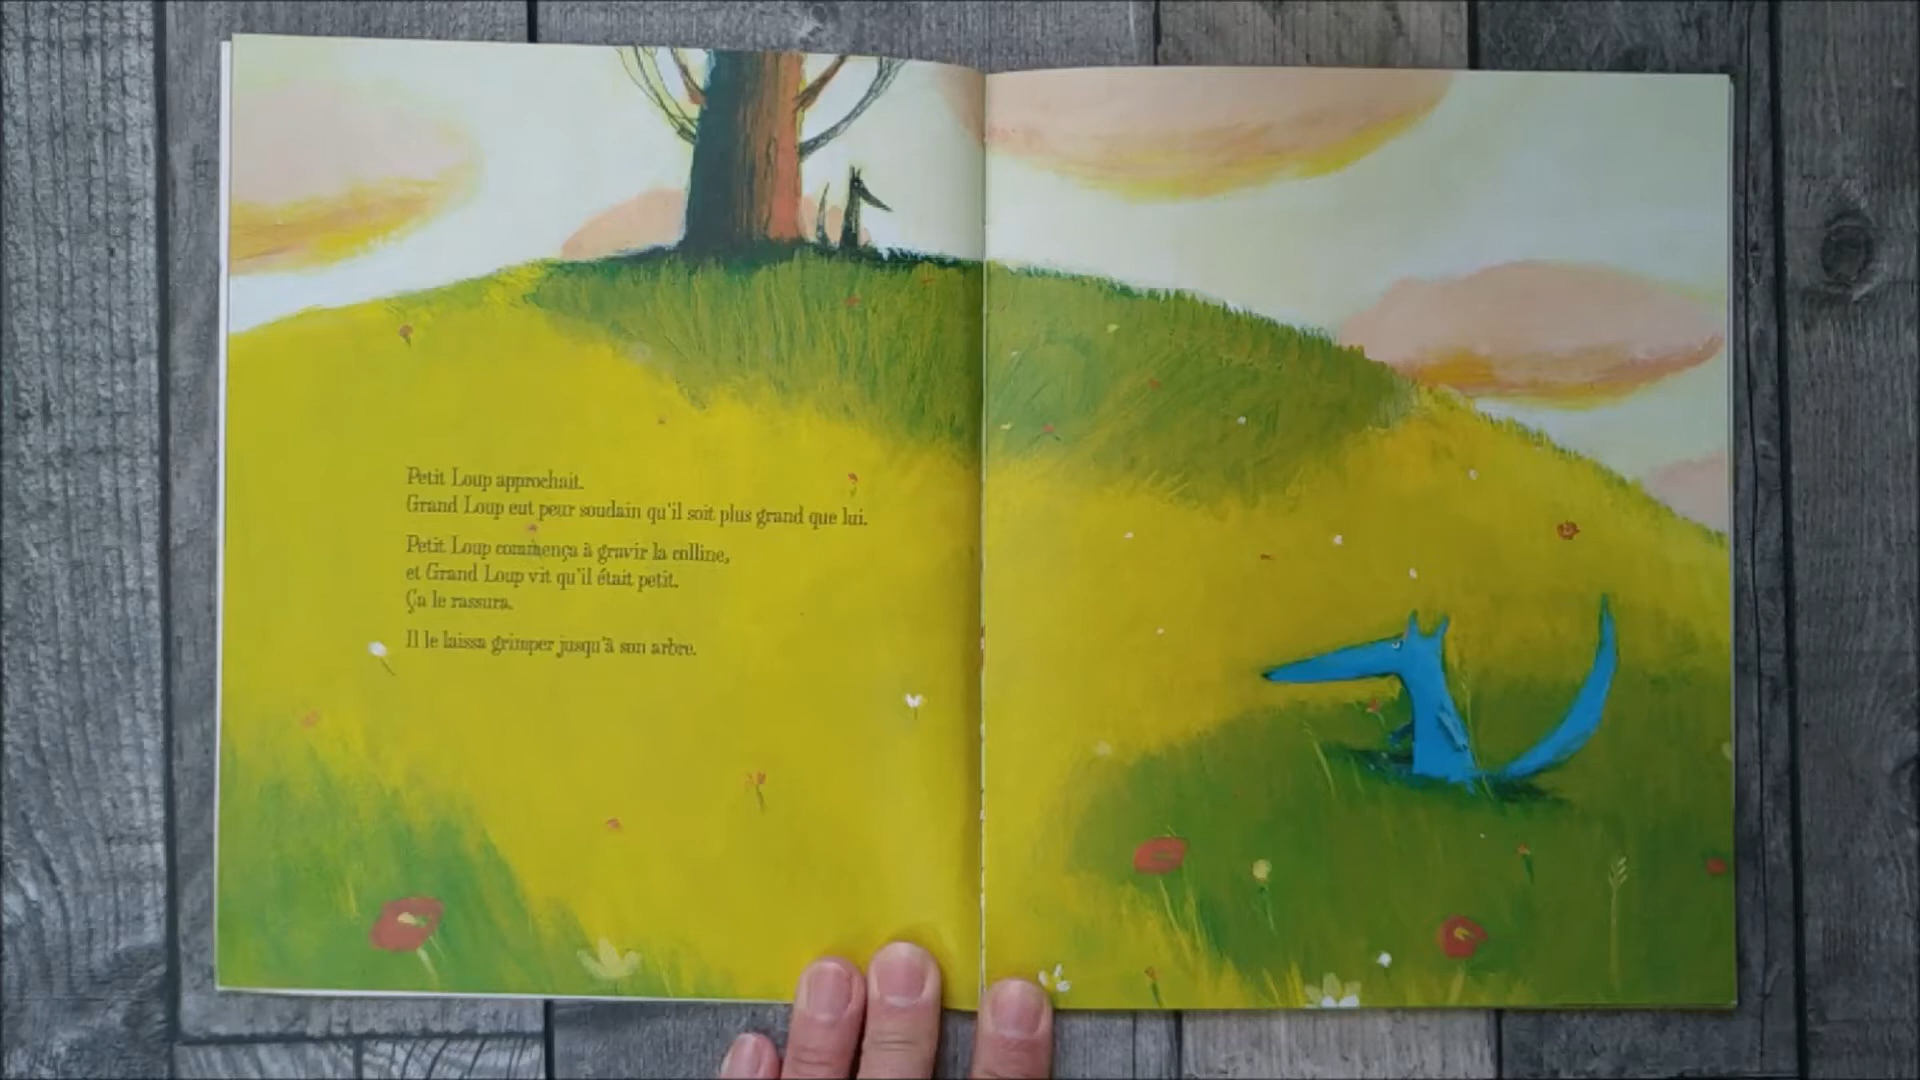 Petit Loup approchait.
Grand Loup eut peur soudain qu'il soit plus grand que lui.
Petit Loup commença à gravir la colline,
et Grand Loup vit qu'il était petit.
Ça le rassura.
Il le laissa grimper jusqu'à son arbre.